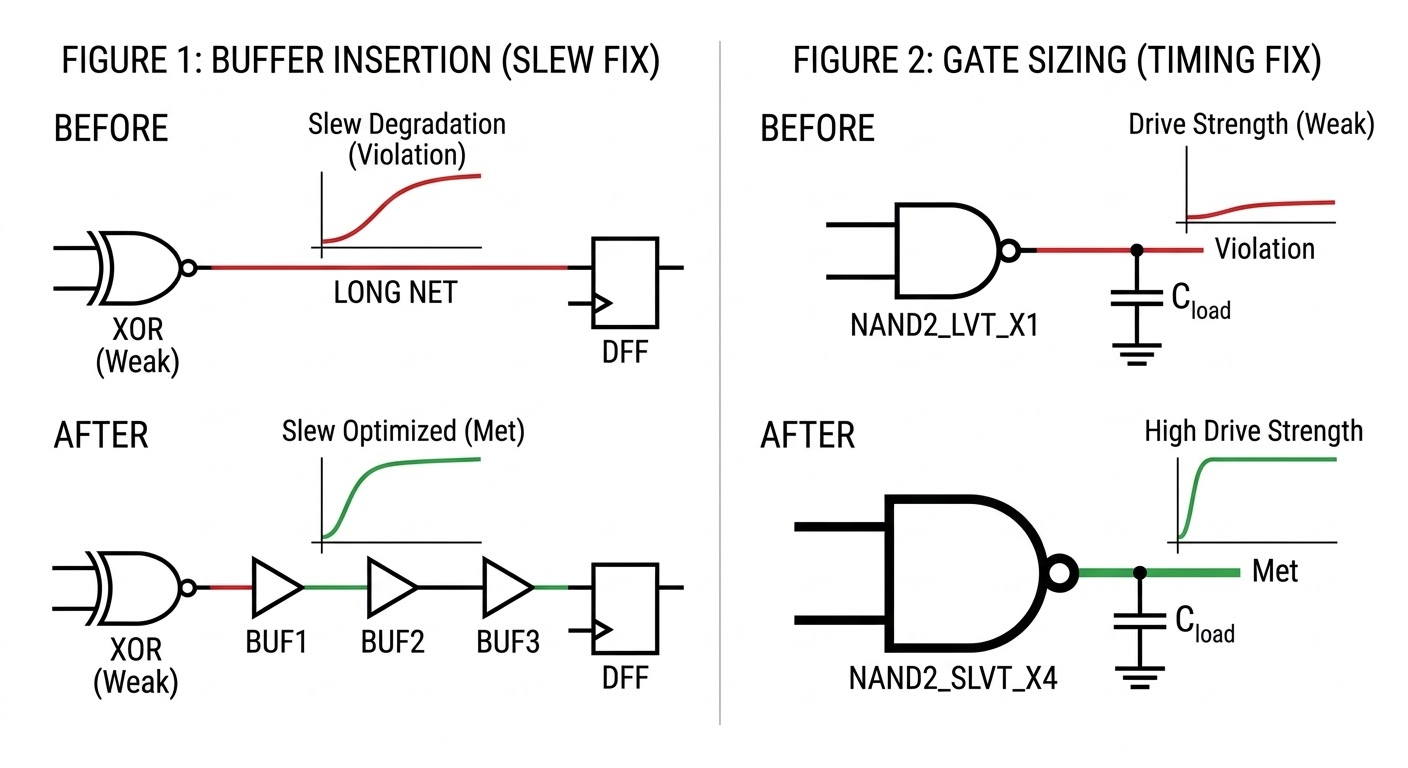 FIGURE 1: BUFFER INSERTION (SLEW FIX)
BEFORE
Slew Degradation
(Violation)
LONG NET
XOR
(Weak)
DFF
AFTER
Slew Optimized (Met)
BUF1
BUF2
BUF3
XOR
(Weak)
DFF
FIGURE 2: GATE SIZING (TIMING FIX)
BEFORE
Drive Strength (Weak)
Violation
Cload
NAND2_LVT_X1
AFTER
High Drive Strength
Met
Cload
NAND2_SLVT_X4